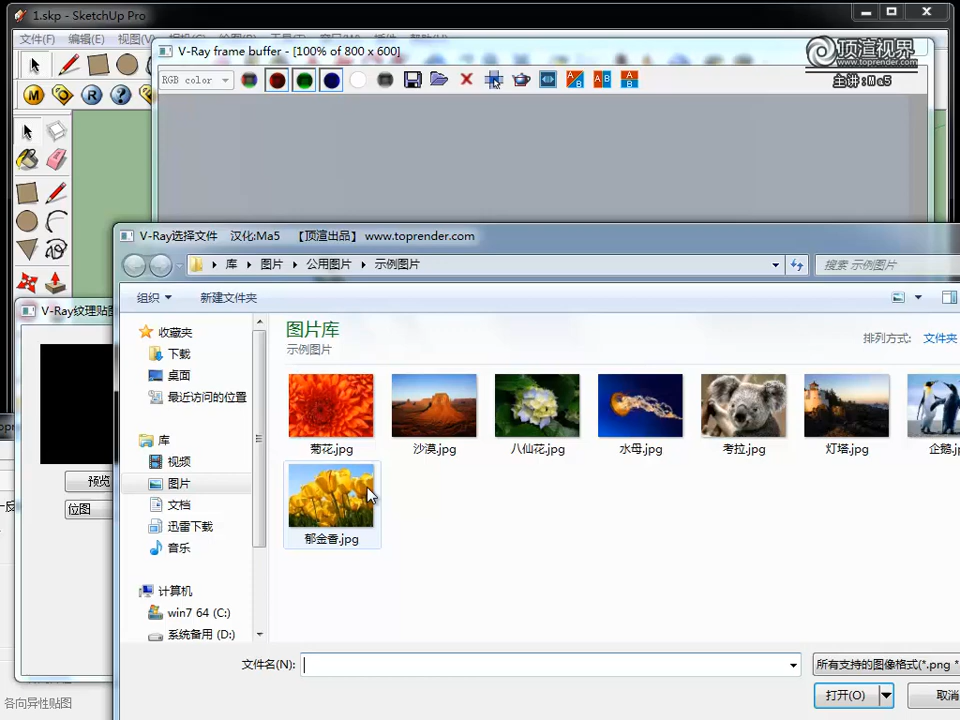 1.skp - SketchUp Pro
文件(F) 编辑(E) 视图(V)
V-Ray frame buffer - [100% of 800 x 600]
顶渲视界
www.toprender.com
主讲:Ma5
RGB color
V-Ray选择文件 汉化:Ma5 【顶渲出品】 www.toprender.com
库 图片 公用图片 示例图片
搜索 示例图片
组织 新建文件夹
V-Ray纹理贴图
图片库
示例图片
排列方式: 文件夹
收藏夹
下载
桌面
最近访问的位置
库
视频
图片
文档
迅雷下载
音乐
计算机
win7 64 (C:)
系统备用 (D:)
菊花.jpg 沙漠.jpg 八仙花.jpg 水母.jpg 考拉.jpg 灯塔.jpg 企鹅.jp
郁金香.jpg
预览
位图
文件名(N):
所有支持的图像格式(*.png *
打开(O) 取消
各向异性贴图